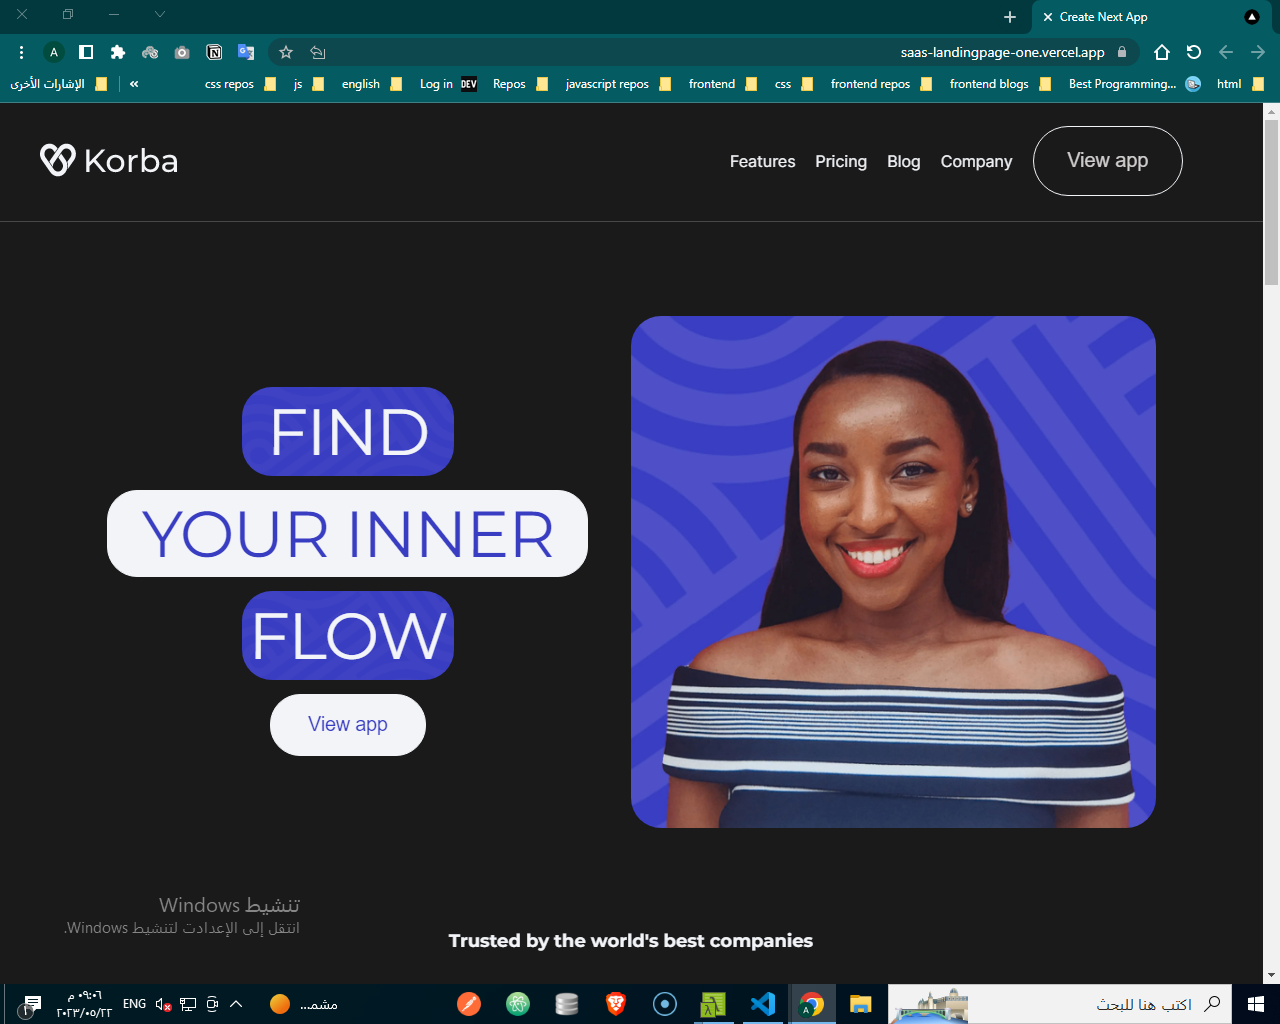 Create Next App
A
saas-landingpage-one.vercel.app
الإشارات الأخرى
«
css repos
js
english
Log in
DEV
Repos
javascript repos
frontend
css
frontend repos
frontend blogs
Best Programming...
html
Korba
Features
Pricing
Blog
Company
View app
FIND
YOUR INNER
FLOW
View app
تنشيط Windows
انتقل إلى الإعدادت لتنشيط Windows.
Trusted by the world's best companies
٠٩:٠٦ م
٢٠٢٣/٠٥/٢٢
ENG
مشمـ...
A
اكتب هنا للبحث